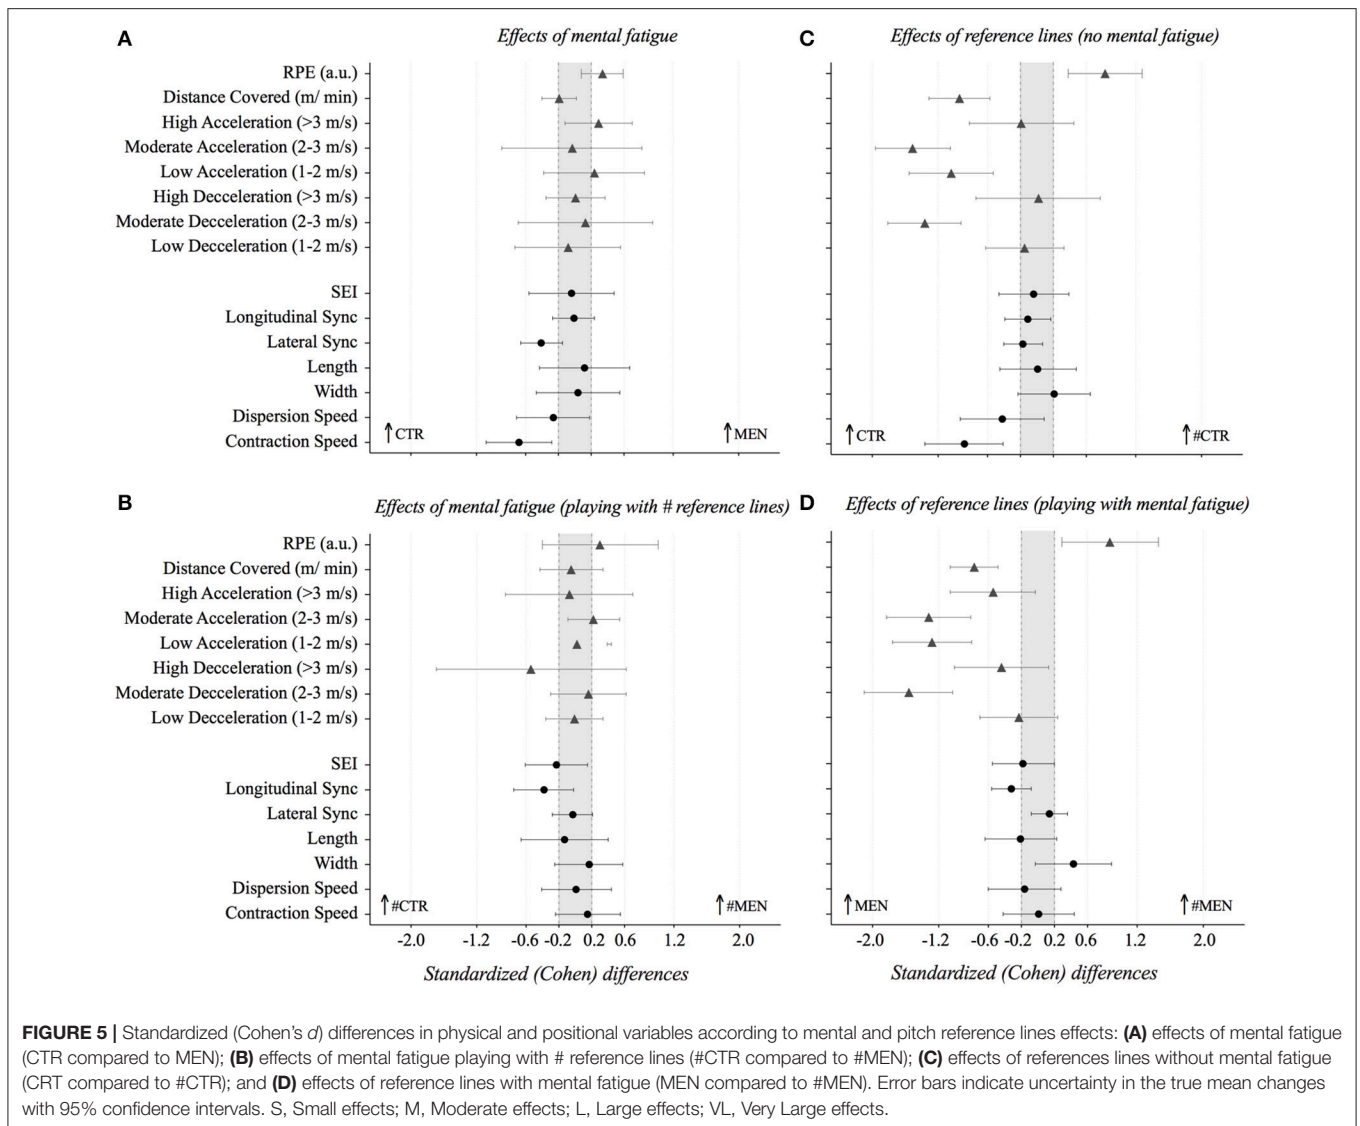 A
Effects of mental fatigue
RPE (a.u.)
Distance Covered (m/ min)
High Acceleration (>3 m/s)
Moderate Acceleration (2-3 m/s)
Low Acceleration (1-2 m/s)
High Decceleration (>3 m/s)
Moderate Decceleration (2-3 m/s)
Low Decceleration (1-2 m/s)
SEI
Longitudinal Sync
Lateral Sync
Length
Width
Dispersion Speed
Contraction Speed
↑ CTR
↑ MEN
C
Effects of reference lines (no mental fatigue)
↑ CTR
↑ #CTR
B
Effects of mental fatigue (playing with # reference lines)
RPE (a.u.)
Distance Covered (m/ min)
High Acceleration (>3 m/s)
Moderate Acceleration (2-3 m/s)
Low Acceleration (1-2 m/s)
High Decceleration (>3 m/s)
Moderate Decceleration (2-3 m/s)
Low Decceleration (1-2 m/s)
SEI
Longitudinal Sync
Lateral Sync
Length
Width
Dispersion Speed
Contraction Speed
↑ #CTR
↑ #MEN
-2.0 -1.2 -0.6 -0.2 0.2 0.6 1.2 2.0
Standardized (Cohen) differences
D
Effects of reference lines (playing with mental fatigue)
↑ MEN
↑ #MEN
-2.0 -1.2 -0.6 -0.2 0.2 0.6 1.2 2.0
Standardized (Cohen) differences
FIGURE 5 | Standardized (Cohen's d) differences in physical and positional variables according to mental and pitch reference lines effects: (A) effects of mental fatigue
(CTR compared to MEN); (B) effects of mental fatigue playing with # reference lines (#CTR compared to #MEN); (C) effects of references lines without mental fatigue
(CRT compared to #CTR); and (D) effects of reference lines with mental fatigue (MEN compared to #MEN). Error bars indicate uncertainty in the true mean changes
with 95% confidence intervals. S, Small effects; M, Moderate effects; L, Large effects; VL, Very Large effects.